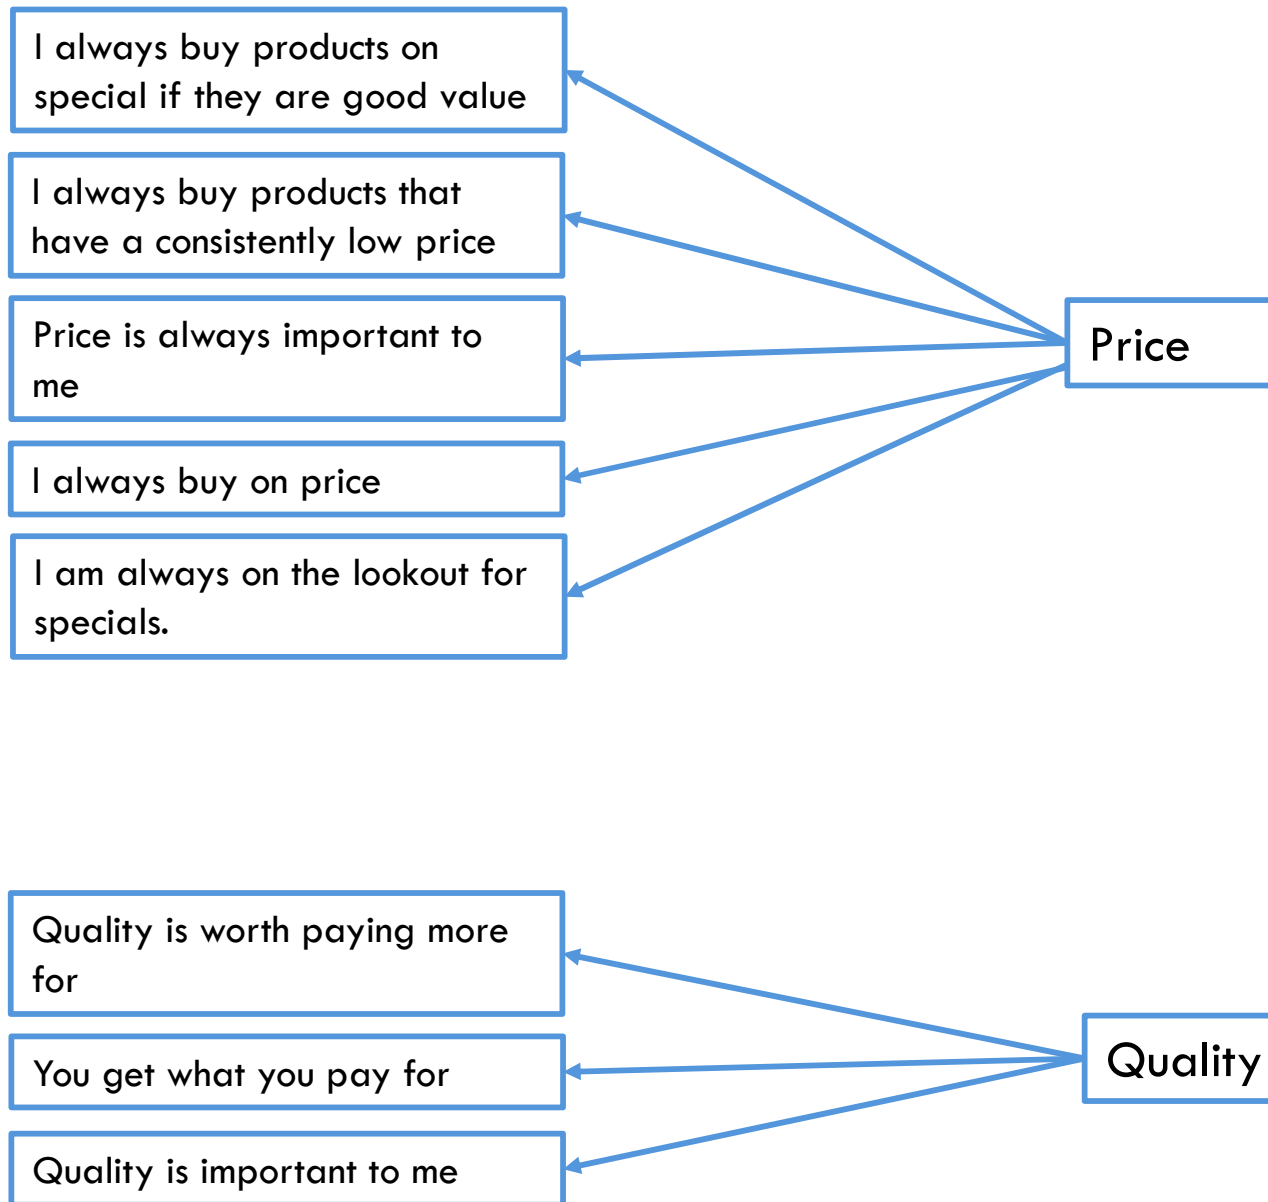 I always buy products on
special if they are good value
I always buy products that
have a consistently low price
Price is always important to
me
I always buy on price
I am always on the lookout for
specials.
Price
Quality is worth paying more
for
You get what you pay for
Quality is important to me
Quality